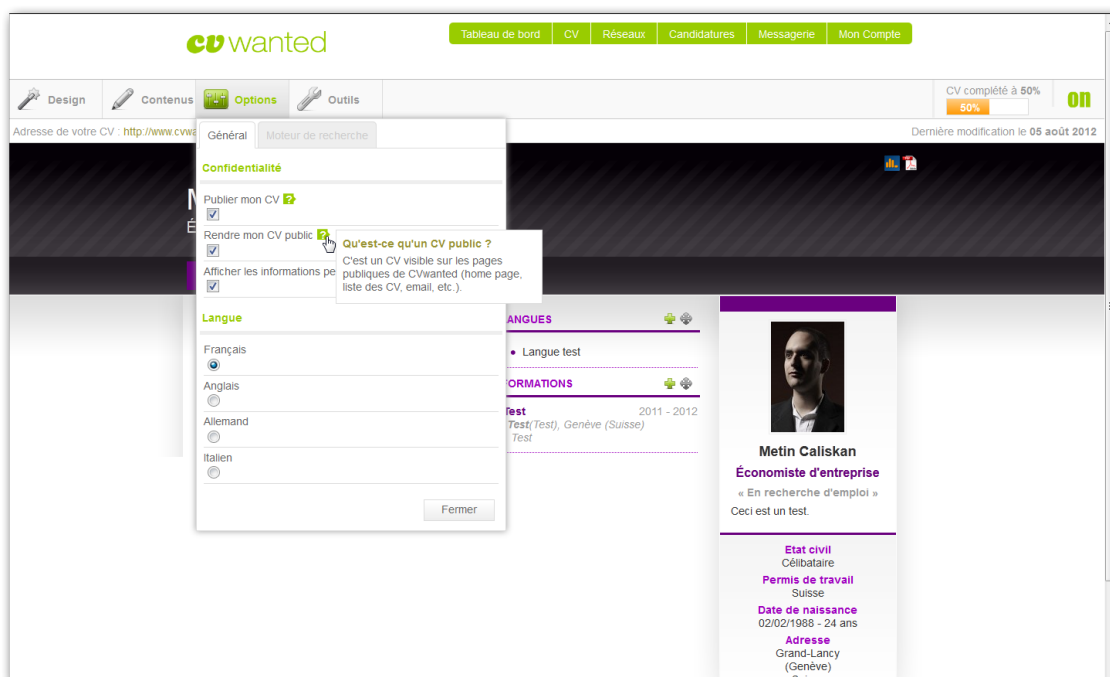 cv wanted
Tableau de bord CV Réseaux Candidatures Messagerie Mon Compte
Design Contenus Options Outils
CV complété à 50%
50%
on
Adresse de votre CV : http://www.cvwa
Dernière modification le 05 août 2012
Général Moteur de recherche
Confidentialité
Publier mon CV ?
Rendre mon CV public ?
Qu'est-ce qu'un CV public ?
C'est un CV visible sur les pages
publiques de CVwanted (home page,
liste des CV, email, etc.).
Afficher les informations pe
Langue
Français
Anglais
Allemand
Italien
Fermer
ANGUES
Langue test
FORMATIONS
Test 2011 - 2012
Test(Test), Genève (Suisse)
Test
Metin Caliskan
Économiste d'entreprise
« En recherche d'emploi »
Ceci est un test.
Etat civil
Célibataire
Permis de travail
Suisse
Date de naissance
02/02/1988 - 24 ans
Adresse
Grand-Lancy
(Genève)